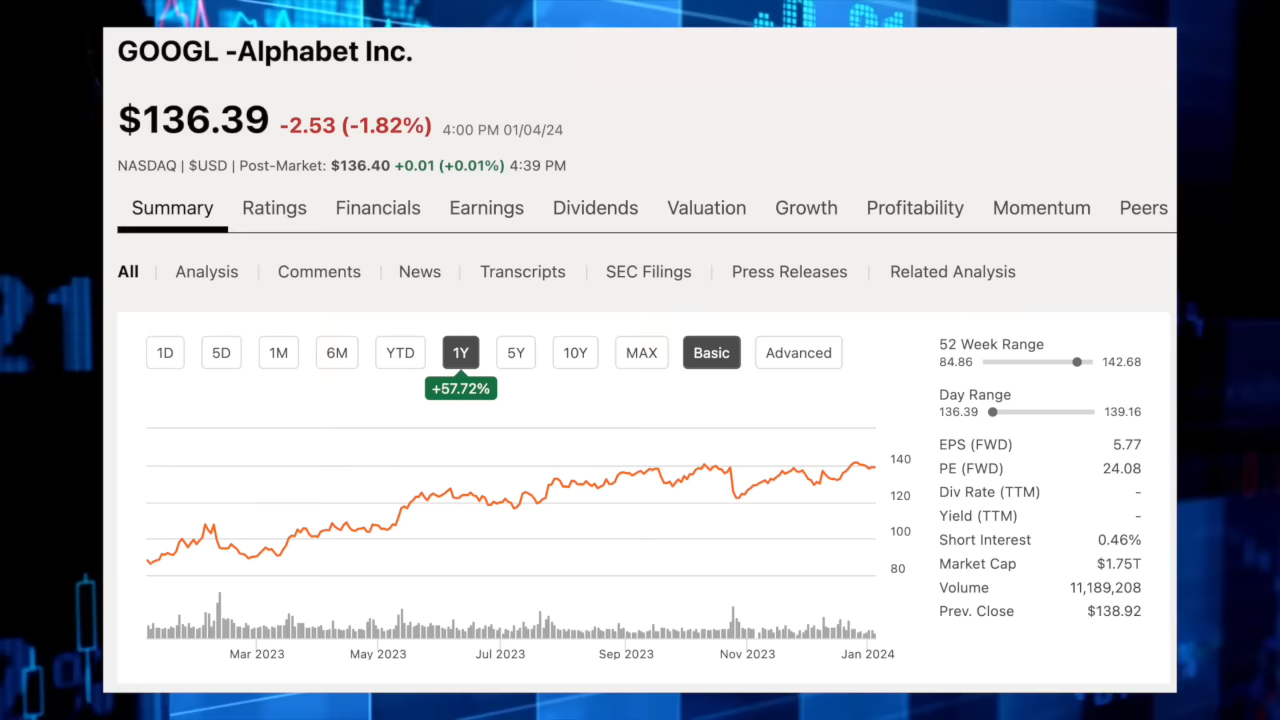 GOOGL -Alphabet Inc.
$136.39 -2.53 (-1.82%) 4:00 PM 01/04/24
NASDAQ | $USD | Post-Market: $136.40 +0.01 (+0.01%) 4:39 PM
Summary Ratings Financials Earnings Dividends Valuation Growth Profitability Momentum Peers
All | Analysis | Comments | News | Transcripts | SEC Filings | Press Releases | Related Analysis
1D 5D 1M 6M YTD 1Y 5Y 10Y MAX Basic Advanced
+57.72%
140
120
100
80
Mar 2023 May 2023 Jul 2023 Sep 2023 Nov 2023 Jan 2024
52 Week Range
84.86 142.68
Day Range
136.39 139.16
EPS (FWD) 5.77
PE (FWD) 24.08
Div Rate (TTM) -
Yield (TTM) -
Short Interest 0.46%
Market Cap $1.75T
Volume 11,189,208
Prev. Close $138.92
21